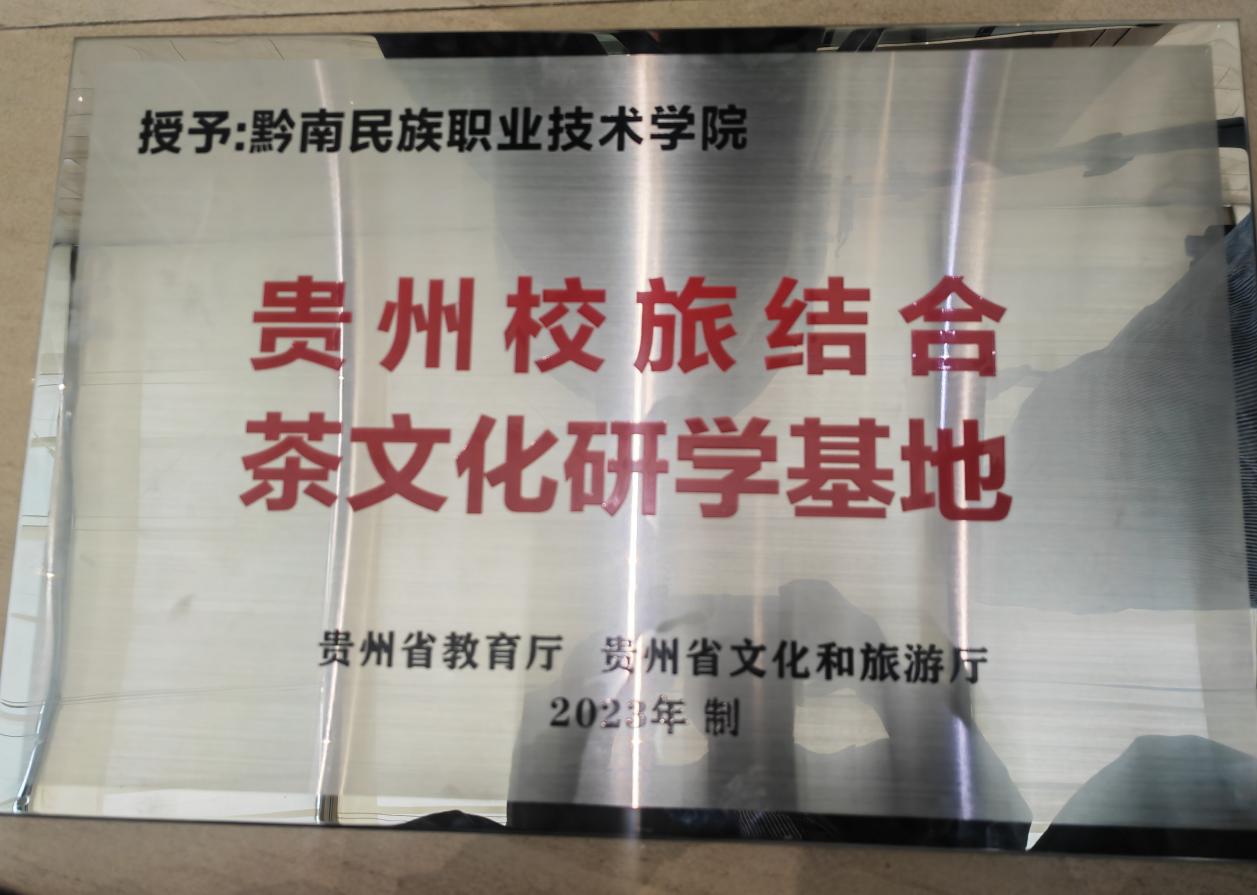 授予:黔南民族职业技术学院
贵州校旅结合
茶文化研学基地
贵州省教育厅 贵州省文化和旅游厅
2023年 制